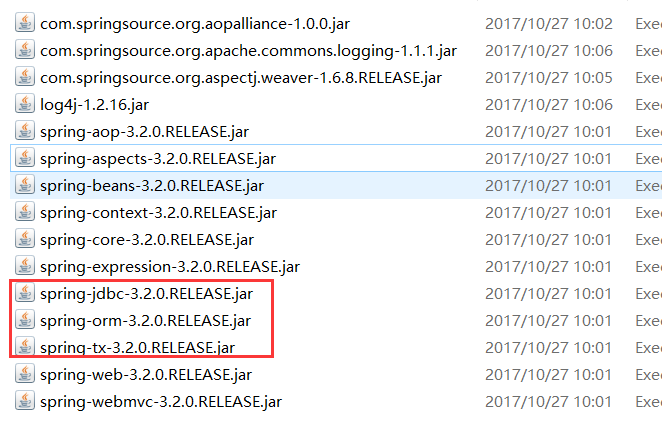 com.springsource.org.aopalliance-1.0.0.jar 2017/10/27 10:02 Exec
com.springsource.org.apache.commons.logging-1.1.1.jar 2017/10/27 10:06 Exec
com.springsource.org.aspectj.weaver-1.6.8.RELEASE.jar 2017/10/27 10:05 Exec
log4j-1.2.16.jar 2017/10/27 10:06 Exec
spring-aop-3.2.0.RELEASE.jar 2017/10/27 10:01 Exec
spring-aspects-3.2.0.RELEASE.jar 2017/10/27 10:01 Exec
spring-beans-3.2.0.RELEASE.jar 2017/10/27 10:01 Exec
spring-context-3.2.0.RELEASE.jar 2017/10/27 10:01 Exec
spring-core-3.2.0.RELEASE.jar 2017/10/27 10:01 Exec
spring-expression-3.2.0.RELEASE.jar 2017/10/27 10:01 Exec
spring-jdbc-3.2.0.RELEASE.jar 2017/10/27 10:01 Exec
spring-orm-3.2.0.RELEASE.jar 2017/10/27 10:01 Exec
spring-tx-3.2.0.RELEASE.jar 2017/10/27 10:01 Exec
spring-web-3.2.0.RELEASE.jar 2017/10/27 10:01 Exec
spring-webmvc-3.2.0.RELEASE.jar 2017/10/27 10:01 Exec